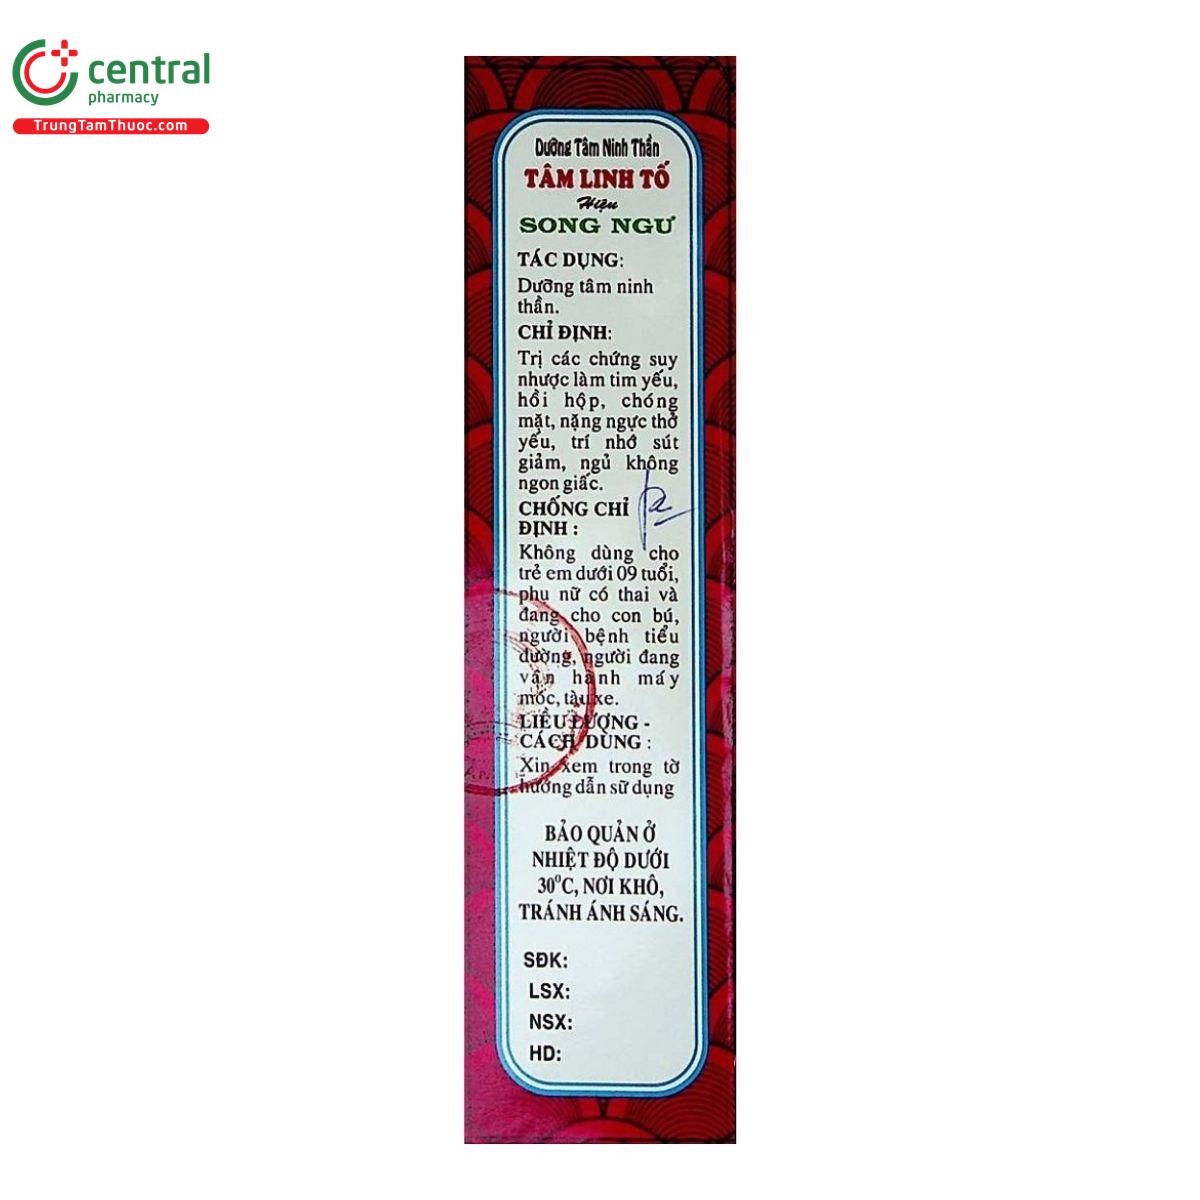 central
pharmacy
TrungTamThuoc.com
Dưỡng Tâm Ninh Thần
TÂM LINH TỐ
Hiệu
SONG NGƯ
TÁC DỤNG:
Dưỡng tâm ninh
thần.
CHỈ ĐỊNH:
Trị các chứng suy
nhược làm tim yếu,
hồi hộp, chóng
mặt, nặng ngực thở
yếu, trí nhớ sút
giảm, ngủ không
ngon giấc.
CHỐNG CHỈ
ĐỊNH :
Không dùng cho
trẻ em dưới 09 tuổi,
phụ nữ có thai và
đang cho con bú,
người bệnh tiểu
đường, người đang
vận hành máy
móc, tàu xe.
LIỀU LƯỢNG -
CÁCH DÙNG :
Xin xem trong tờ
hướng dẫn sử dụng
BẢO QUẢN Ở
NHIỆT ĐỘ DƯỚI
30°C, NƠI KHÔ,
TRÁNH ÁNH SÁNG.
SĐK:
LSX:
NSX:
HD: